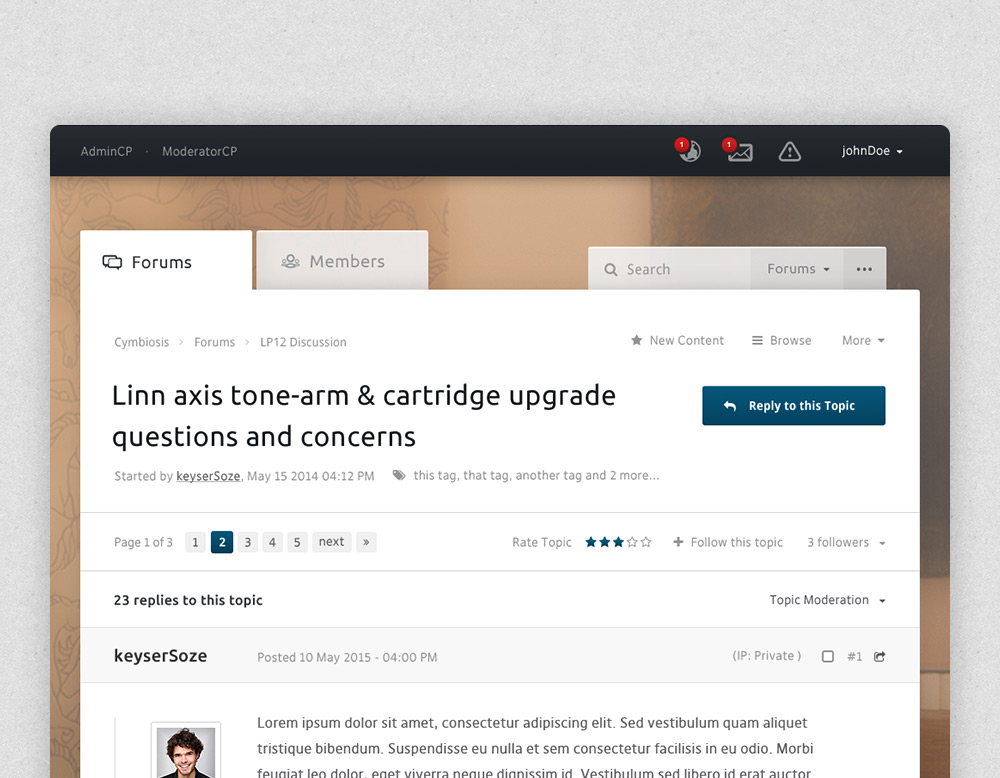 AdminCP · ModeratorCP
1 1 johnDoe
Forums
Members
Search Forums •••
Cymbiosis > Forums > LP12 Discussion
New Content Browse More
Linn axis tone-arm & cartridge upgrade
questions and concerns
Reply to this Topic
Started by keyserSoze, May 15 2014 04:12 PM this tag, that tag, another tag and 2 more...
Page 1 of 3 1 2 3 4 5 next »
Rate Topic + Follow this topic 3 followers
23 replies to this topic Topic Moderation
keyserSoze Posted 10 May 2015 - 04:00 PM (IP: Private ) #1
Lorem ipsum dolor sit amet, consectetur adipiscing elit. Sed vestibulum quam aliquet
tristique bibendum. Suspendisse eu nulla et sem consectetur facilisis in eu odio. Morbi
feugiat leo dolor, eget viverra neque dignissim id. Vestibulum sed libero id erat auctor